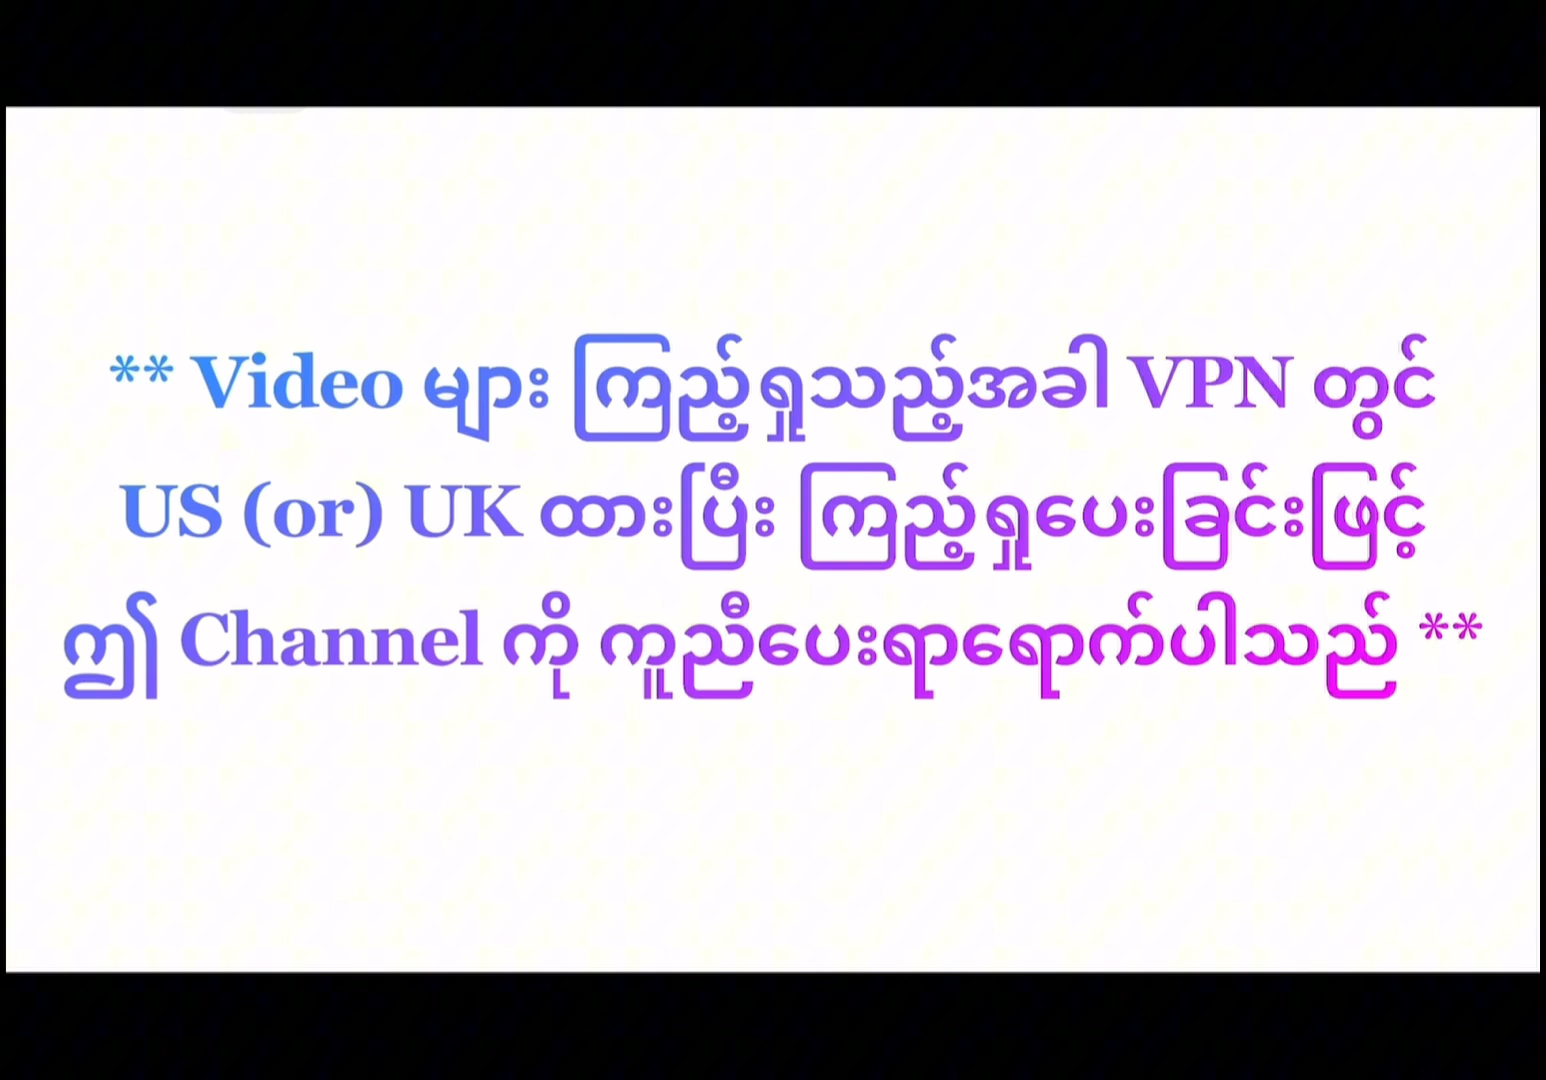 ** Video များ ကြည့်ရှုသည့်အခါ VPN တွင်
US (or) UK ထားပြီး ကြည့်ရှုပေးခြင်းဖြင့်
ဤ Channel ကို ကူညီပေးရာရောက်ပါသည် **